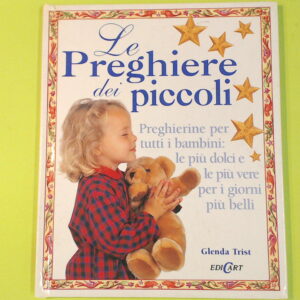 Le
Preghiere
dei piccoli
Preghierine per
tutti i bambini:
le più dolci e
le più vere
per i giorni
più belli
Glenda Trist
EDICART